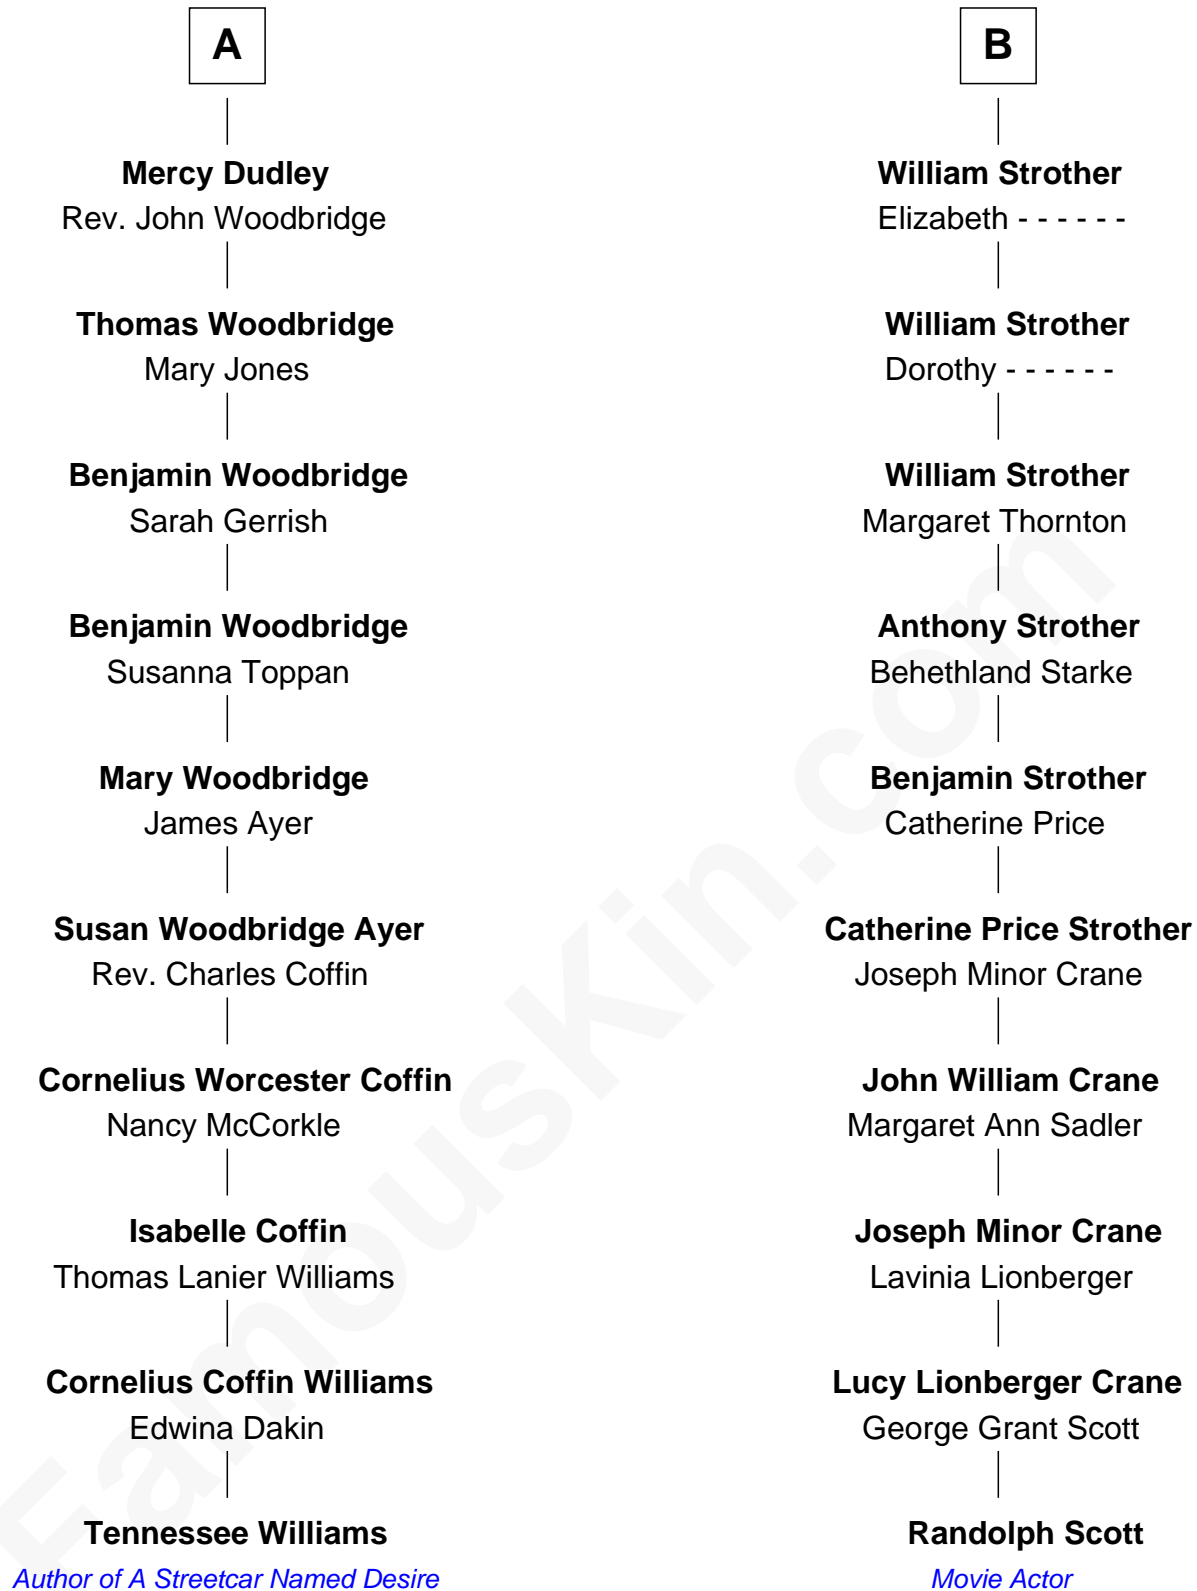 A
Mercy Dudley
Rev. John Woodbridge
Thomas Woodbridge
Mary Jones
Benjamin Woodbridge
Sarah Gerrish
Benjamin Woodbridge
Susanna Toppan
Mary Woodbridge
James Ayer
Susan Woodbridge Ayer
Rev. Charles Coffin
Cornelius Worcester Coffin
Nancy McCorkle
Isabelle Coffin
Thomas Lanier Williams
Cornelius Coffin Williams
Edwina Dakin
Tennessee Williams
Author of A Streetcar Named Desire
B
William Strother
Elizabeth - - - - - -
William Strother
Dorothy - - - - - -
William Strother
Margaret Thornton
Anthony Strother
Behethland Starke
Benjamin Strother
Catherine Price
Catherine Price Strother
Joseph Minor Crane
John William Crane
Margaret Ann Sadler
Joseph Minor Crane
Lavinia Lionberger
Lucy Lionberger Crane
George Grant Scott
Randolph Scott
Movie Actor
FamousKin.com